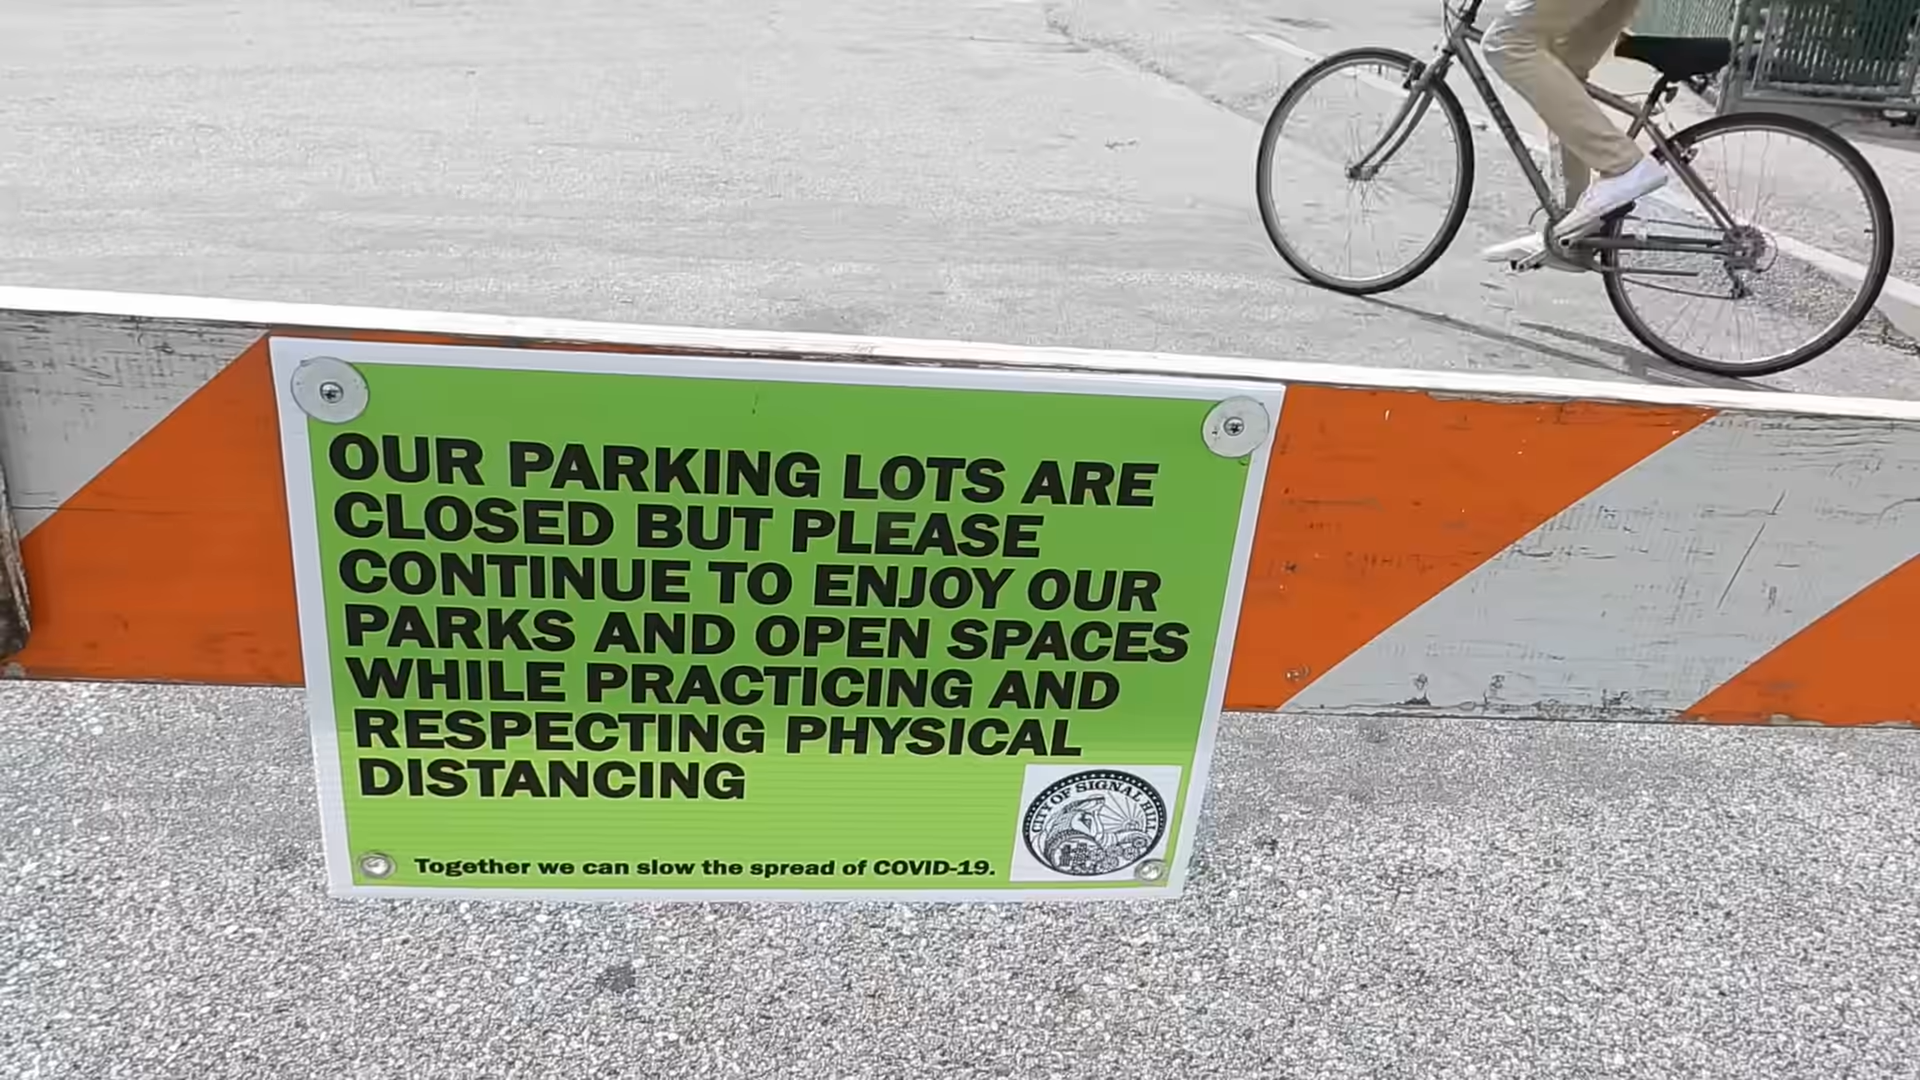 OUR PARKING LOTS ARE
CLOSED BUT PLEASE
CONTINUE TO ENJOY OUR
PARKS AND OPEN SPACES
WHILE PRACTICING AND
RESPECTING PHYSICAL
DISTANCING
CITY OF SIGNAL HILL
Together we can slow the spread of COVID-19.